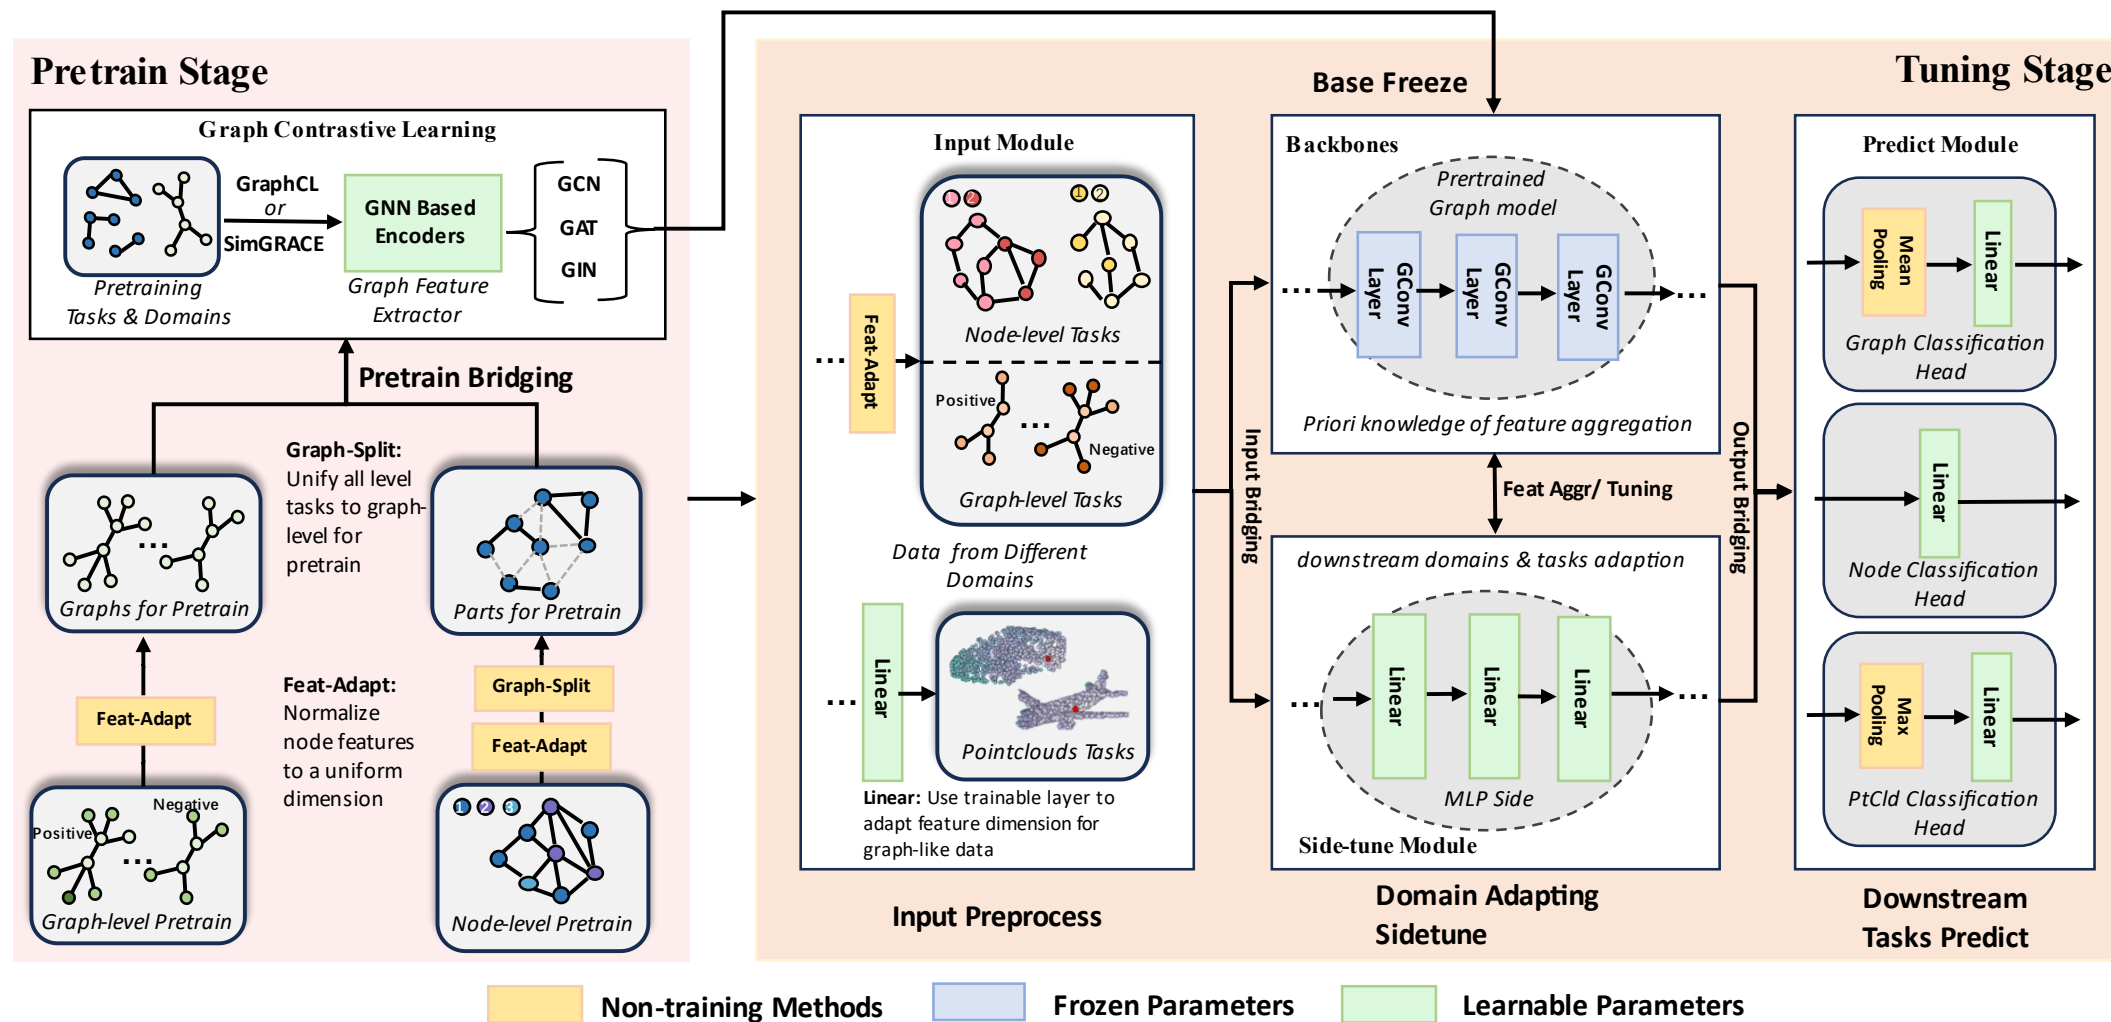 Pretrain Stage
Graph Contrastive Learning
GraphCL
or
SimGRACE
GNN Based
Encoders
GCN
GAT
GIN
Pretraining
Tasks & Domains
Graph Feature
Extractor
Pretrain Bridging
Graph-Split:
Unify all level
tasks to graph-
level for
pretrain
Graphs for Pretrain
Parts for Pretrain
Feat-Adapt
Graph-Split
Feat-Adapt
Feat-Adapt:
Normalize
node features
to a uniform
dimension
Positive
Negative
Graph-level Pretrain
1 2 3
Node-level Pretrain
Tuning Stage
Base Freeze
Input Module
1 2
1 2
Node-level Tasks
Feat-Adapt
Positive
Negative
Graph-level Tasks
Data from Different
Domains
Linear
Pointclouds Tasks
Linear: Use trainable layer to
adapt feature dimension for
graph-like data
Input Preprocess
Input Bridging
Backbones
Prertrained
Graph model
GConv
Layer
GConv
Layer
GConv
Layer
Priori knowledge of feature aggregation
Feat Aggr/ Tuning
downstream domains & tasks adaption
Linear
Linear
Linear
MLP Side
Side-tune Module
Domain Adapting
Sidetune
Output Bridging
Predict Module
Mean
Pooling
Linear
Graph Classification
Head
Linear
Node Classification
Head
Max
Pooling
Linear
PtCld Classification
Head
Downstream
Tasks Predict
Non-training Methods
Frozen Parameters
Learnable Parameters